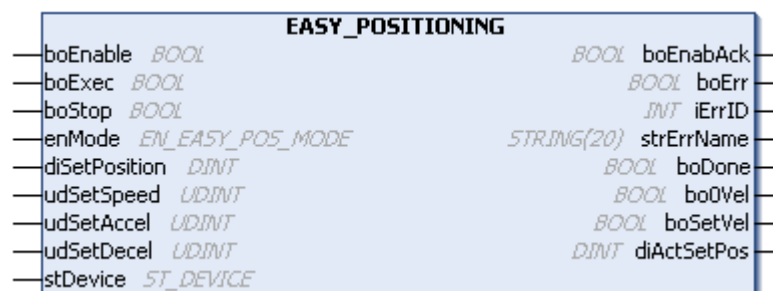 EASY_POSITIONING
boEnable BOOL BOOL boEnabAck
boExec BOOL BOOL boErr
boStop BOOL INT iErrID
enMode EN_EASY_POS_MODE STRING(20) strErrName
diSetPosition DINT BOOL boDone
udSetSpeed UDINT BOOL bo0Vel
udSetAccel UDINT BOOL boSetVel
udSetDecel UDINT DINT diActSetPos
stDevice ST_DEVICE